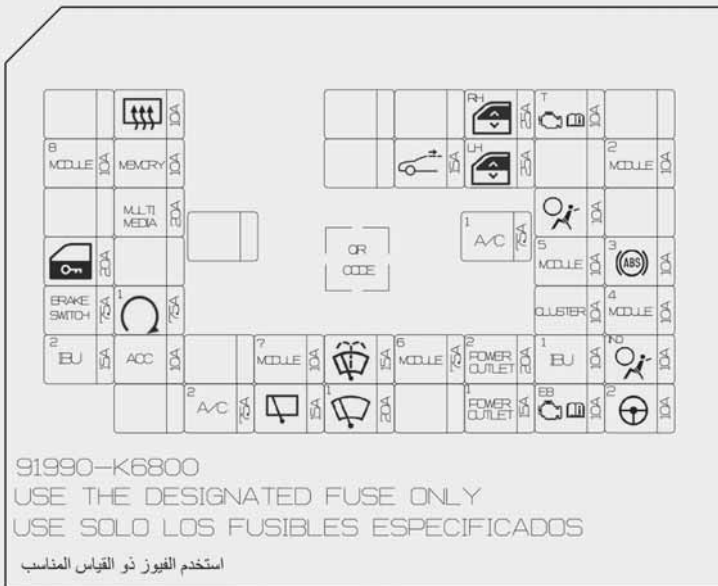 RH 25A
T 10A
10A
8 MODULE 10A
MEMORY 10A
15A
LH 25A
2 MODULE 10A
MULTI MEDIA 20A
10A
1 A/C 7.5A
QR CODE
20A
5 MODULE 10A
3 (ABS) 10A
BRAKE SWITCH 7.5A
1 7.5A
CLUSTER 10A
4 MODULE 10A
2 IBU 15A
ACC 10A
7 MODULE 10A
15A
6 MODULE 7.5A
2 POWER OUTLET 20A
1 IBU 10A
IND 10A
2 A/C 7.5A
15A
1 20A
1 POWER OUTLET 15A
EB 10A
2 10A
91990-K6800
USE THE DESIGNATED FUSE ONLY
USE SOLO LOS FUSIBLES ESPECIFICADOS
استخدم الفيوز ذو القياس المناسب